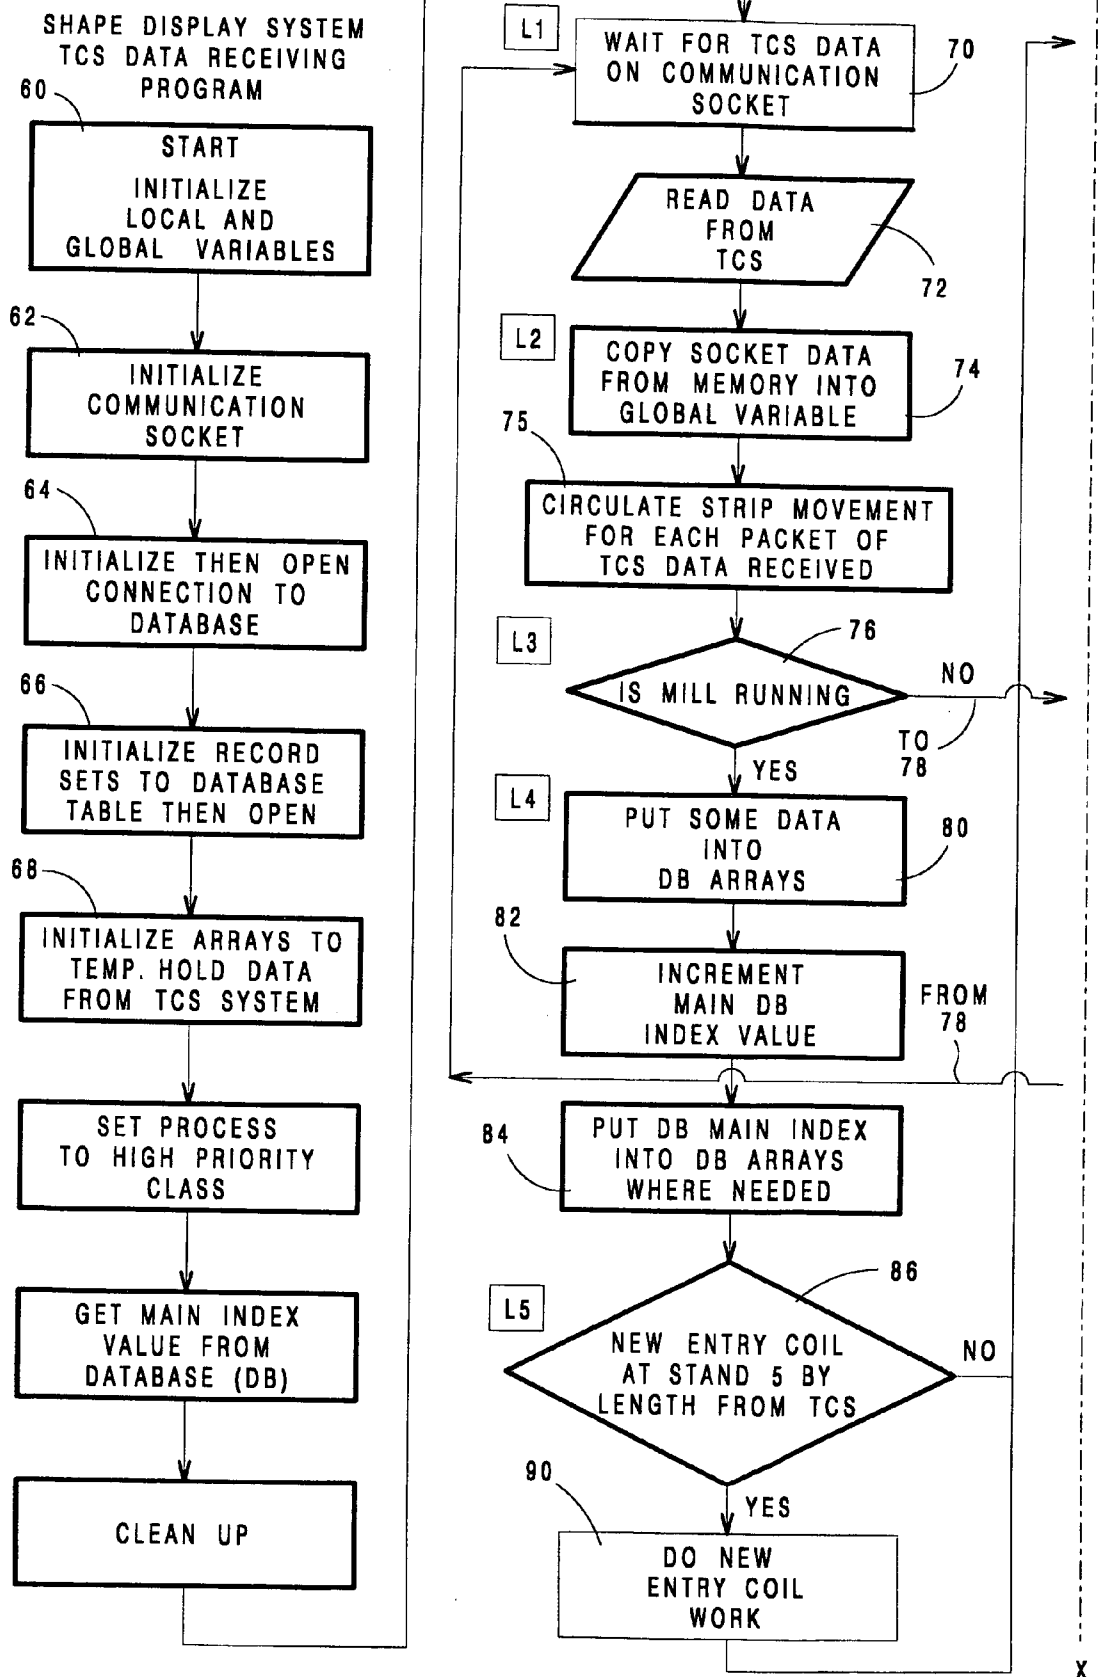 SHAPE DISPLAY SYSTEM
TCS DATA RECEIVING
PROGRAM
60
START
INITIALIZE
LOCAL AND
GLOBAL VARIABLES
62
INITIALIZE
COMMUNICATION
SOCKET
64
INITIALIZE THEN OPEN
CONNECTION TO
DATABASE
66
INITIALIZE RECORD
SETS TO DATABASE
TABLE THEN OPEN
68
INITIALIZE ARRAYS TO
TEMP. HOLD DATA
FROM TCS SYSTEM
SET PROCESS
TO HIGH PRIORITY
CLASS
GET MAIN INDEX
VALUE FROM
DATABASE (DB)
CLEAN UP
L1
WAIT FOR TCS DATA
ON COMMUNICATION
SOCKET
70
READ DATA
FROM
TCS
72
L2
COPY SOCKET DATA
FROM MEMORY INTO
GLOBAL VARIABLE
74
75
CIRCULATE STRIP MOVEMENT
FOR EACH PACKET OF
TCS DATA RECEIVED
L3
76
IS MILL RUNNING
NO
TO
78
YES
L4
PUT SOME DATA
INTO
DB ARRAYS
80
82
INCREMENT
MAIN DB
INDEX VALUE
FROM
78
84
PUT DB MAIN INDEX
INTO DB ARRAYS
WHERE NEEDED
86
L5
NEW ENTRY COIL
AT STAND 5 BY
LENGTH FROM TCS
NO
90
YES
DO NEW
ENTRY COIL
WORK
X